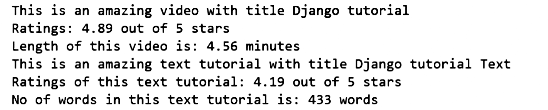 This is an amazing video with title Django tutorial
Ratings: 4.89 out of 5 stars
Length of this video is: 4.56 minutes
This is an amazing text tutorial with title Django tutorial Text
Ratings of this text tutorial: 4.19 out of 5 stars
No of words in this text tutorial is: 433 words